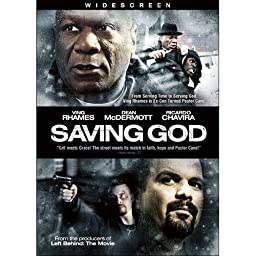 WIDESCREEN
From Serving Time to Serving God,
Ving Rhames is Ex Con Turned Pastor Cane
VING
RHAMES
DEAN
McDERMOTT
RICARDO
CHAVIRA
SAVING GOD
"Grit meets Grace! The street meets its match in faith, hope and Pastor Cane!"
From the producers of
Left Behind: The Movie